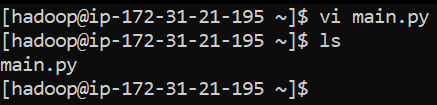 [hadoop@ip-172-31-21-195 ~]$ vi main.py
[hadoop@ip-172-31-21-195 ~]$ ls
main.py
[hadoop@ip-172-31-21-195 ~]$